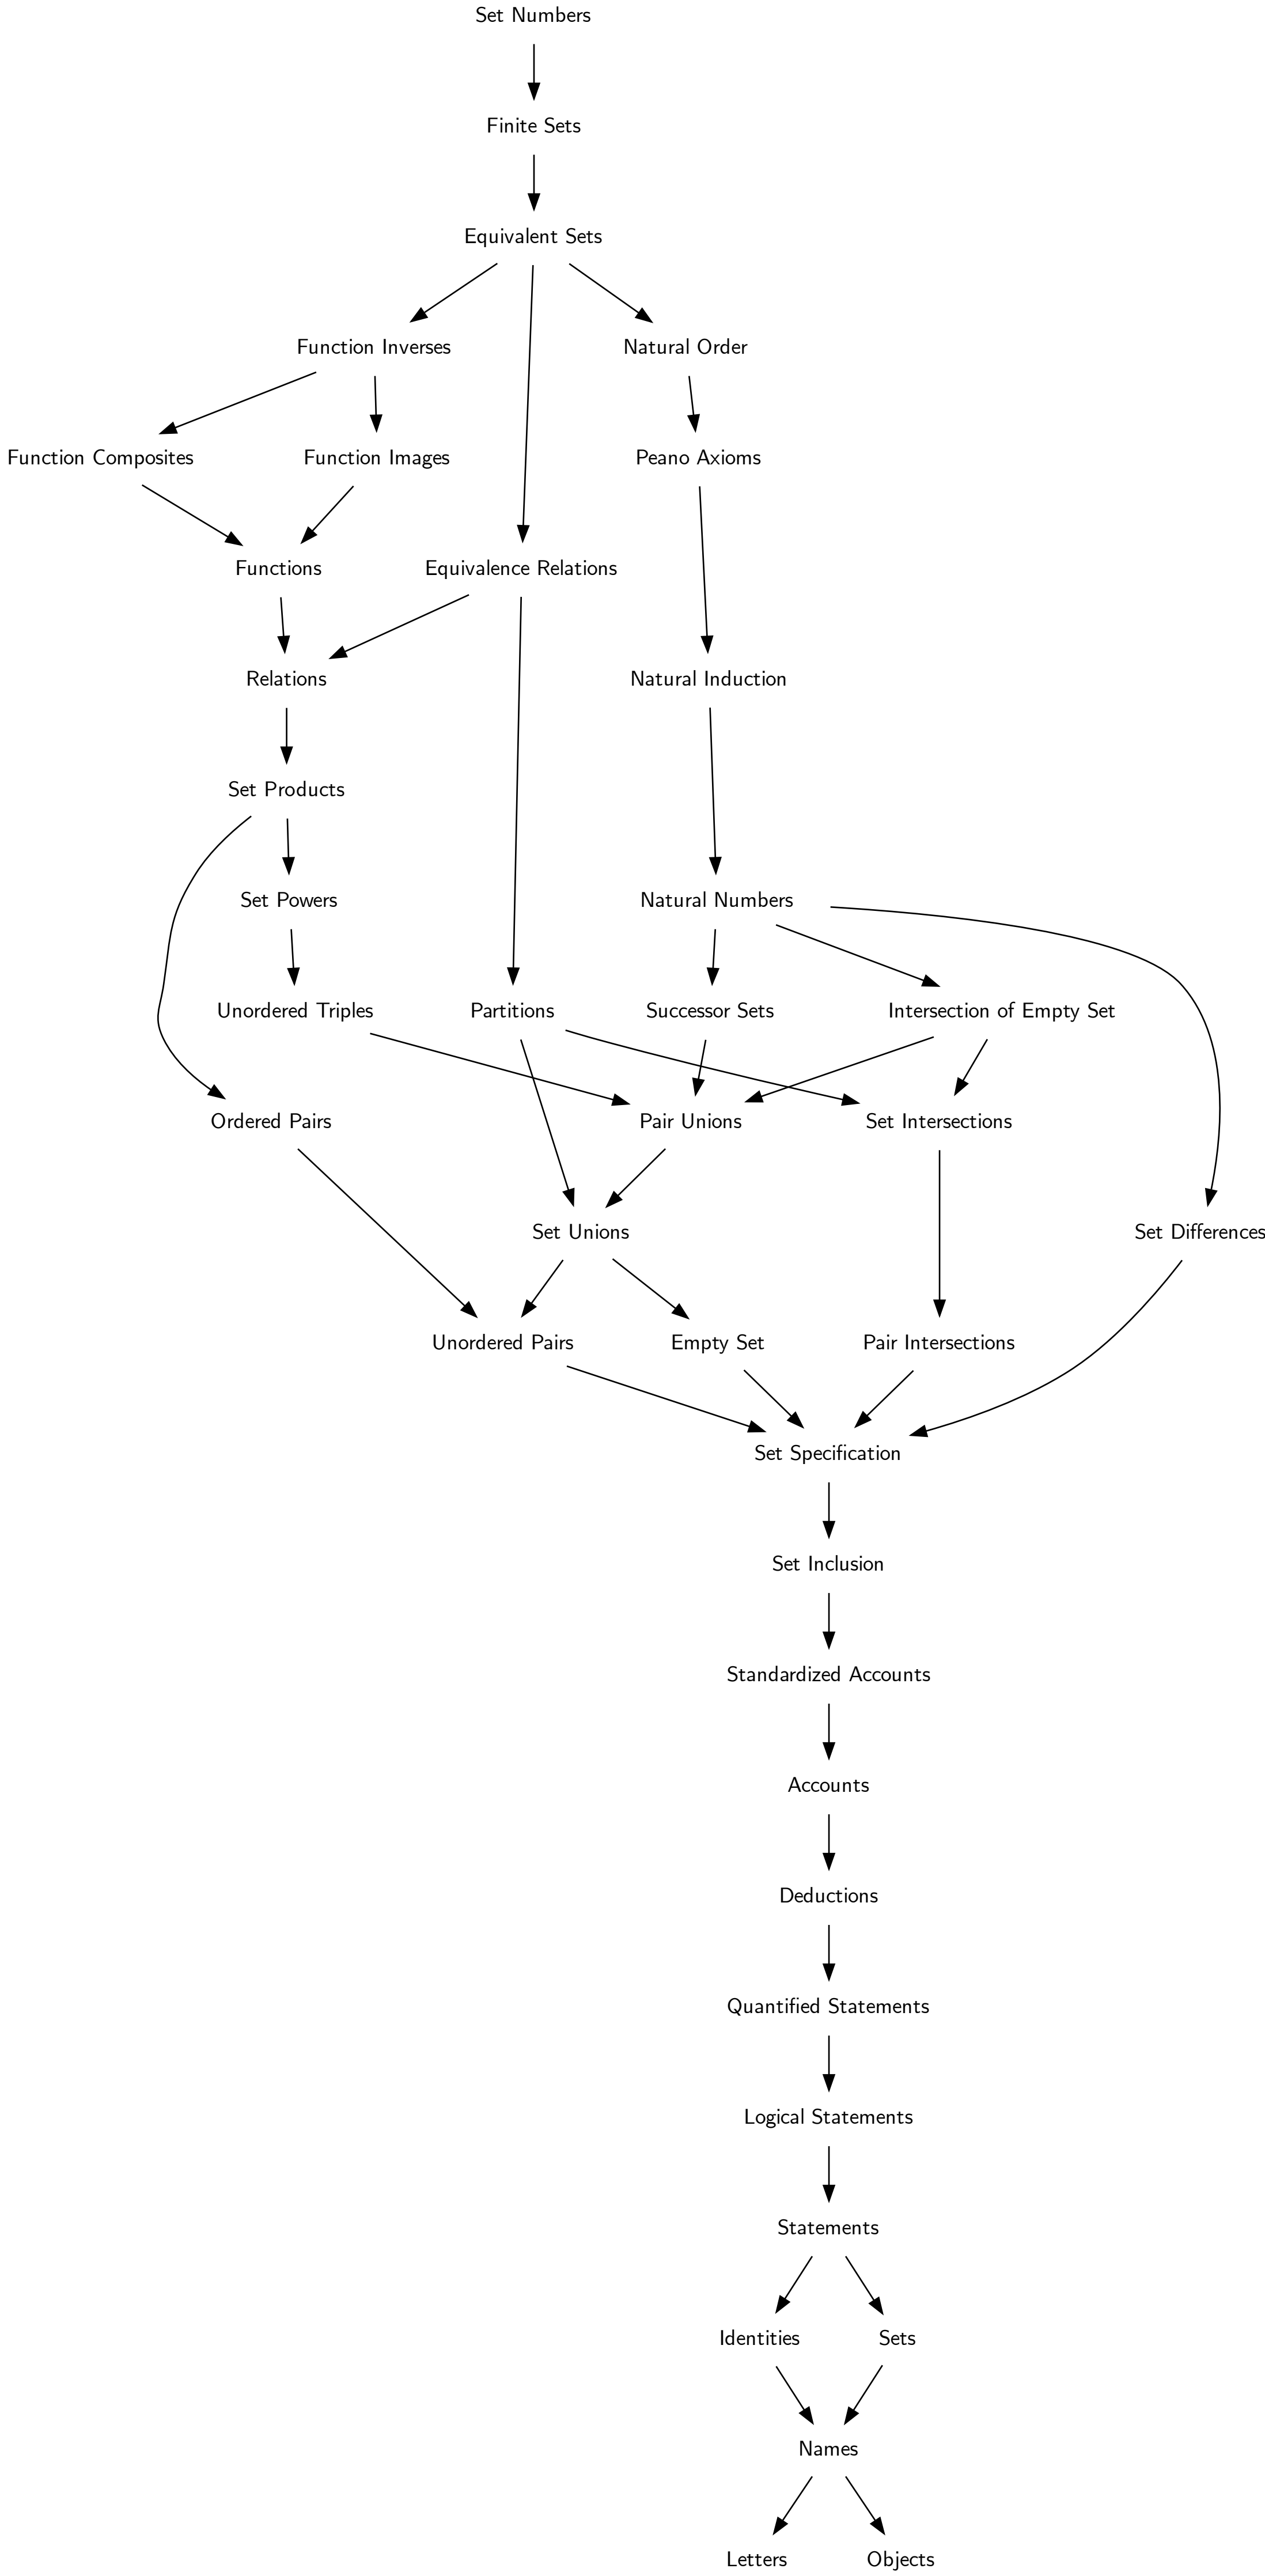 Set Numbers
Finite Sets
Equivalent Sets
Function Inverses
Natural Order
Function Composites
Function Images
Peano Axioms
Functions
Equivalence Relations
Relations
Natural Induction
Set Products
Set Powers
Natural Numbers
Unordered Triples
Partitions
Successor Sets
Intersection of Empty Set
Ordered Pairs
Pair Unions
Set Intersections
Set Unions
Set Differences
Unordered Pairs
Empty Set
Pair Intersections
Set Specification
Set Inclusion
Standardized Accounts
Accounts
Deductions
Quantified Statements
Logical Statements
Statements
Identities
Sets
Names
Letters
Objects